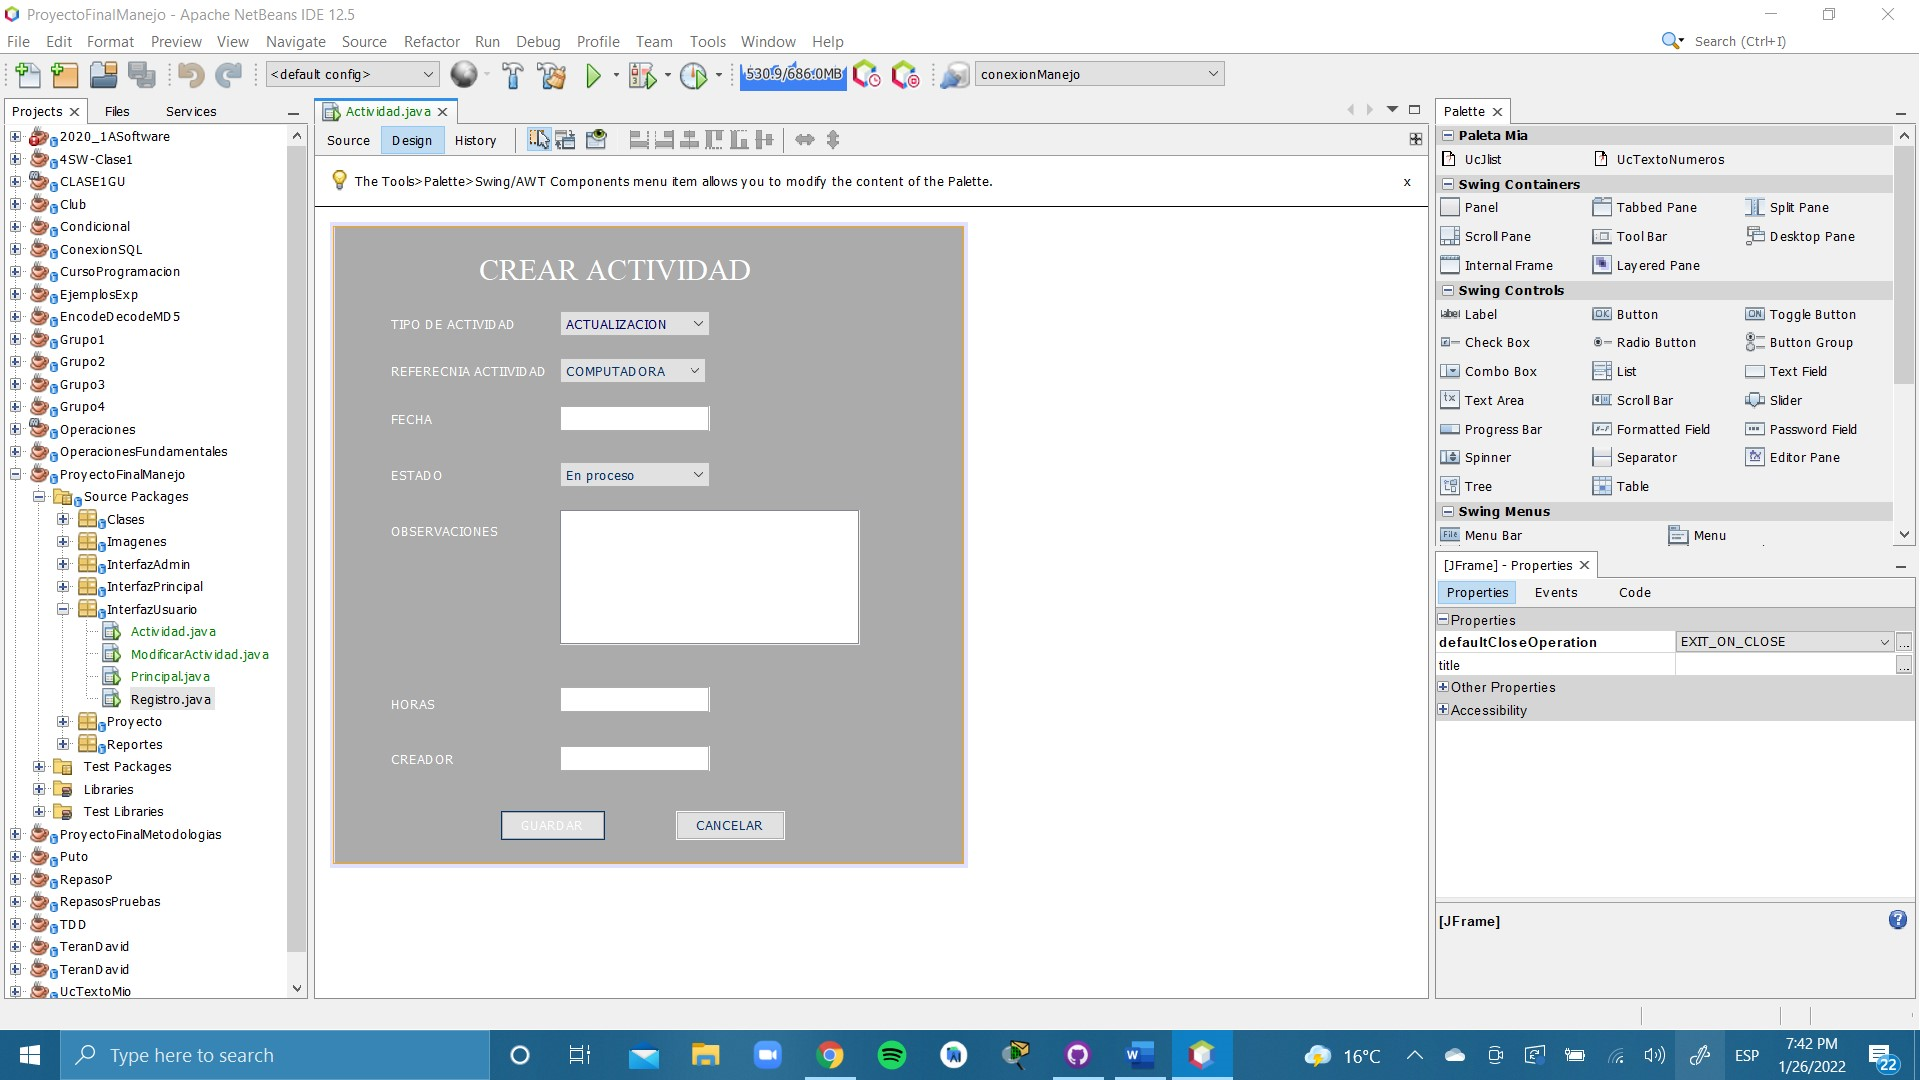 ProyectoFinalManejo - Apache NetBeans IDE 12.5
File Edit Format Preview View Navigate Source Refactor Run Debug Profile Team Tools Window Help
Search (Ctrl+I)
<default config>
530.9/686.0MB
conexionManejo
Projects Files Services
2020_1ASoftware
4SW-Clase1
CLASE1GU
Club
Condicional
ConexionSQL
CursoProgramacion
EjemplosExp
EncodeDecodeMD5
Grupo1
Grupo2
Grupo3
Grupo4
Operaciones
OperacionesFundamentales
ProyectoFinalManejo
Source Packages
Clases
Imagenes
InterfazAdmin
InterfazPrincipal
InterfazUsuario
Actividad.java
ModificarActividad.java
Principal.java
Registro.java
Proyecto
Reportes
Test Packages
Libraries
Test Libraries
ProyectoFinalMetodologias
Puto
RepasoP
RepasosPruebas
TDD
TeranDavid
TeranDavid
UcTextoMio
Actividad.java
Source Design History
The Tools>Palette>Swing/AWT Components menu item allows you to modify the content of the Palette.
x
CREAR ACTIVIDAD
TIPO DE ACTIVIDAD ACTUALIZACION
REFERECNIA ACTIIVIDAD COMPUTADORA
FECHA
ESTADO En proceso
OBSERVACIONES
HORAS
CREADOR
GUARDAR CANCELAR
Palette
Paleta Mia
UcJlist UcTextoNumeros
Swing Containers
Panel Tabbed Pane Split Pane
Scroll Pane Tool Bar Desktop Pane
Internal Frame Layered Pane
Swing Controls
Label Button Toggle Button
Check Box Radio Button Button Group
Combo Box List Text Field
Text Area Scroll Bar Slider
Progress Bar Formatted Field Password Field
Spinner Separator Editor Pane
Tree Table
Swing Menus
Menu Bar Menu
[JFrame] - Properties
Properties Events Code
Properties
defaultCloseOperation EXIT_ON_CLOSE
title
Other Properties
Accessibility
[JFrame]
Type here to search
16°C
ESP
7:42 PM
1/26/2022
22